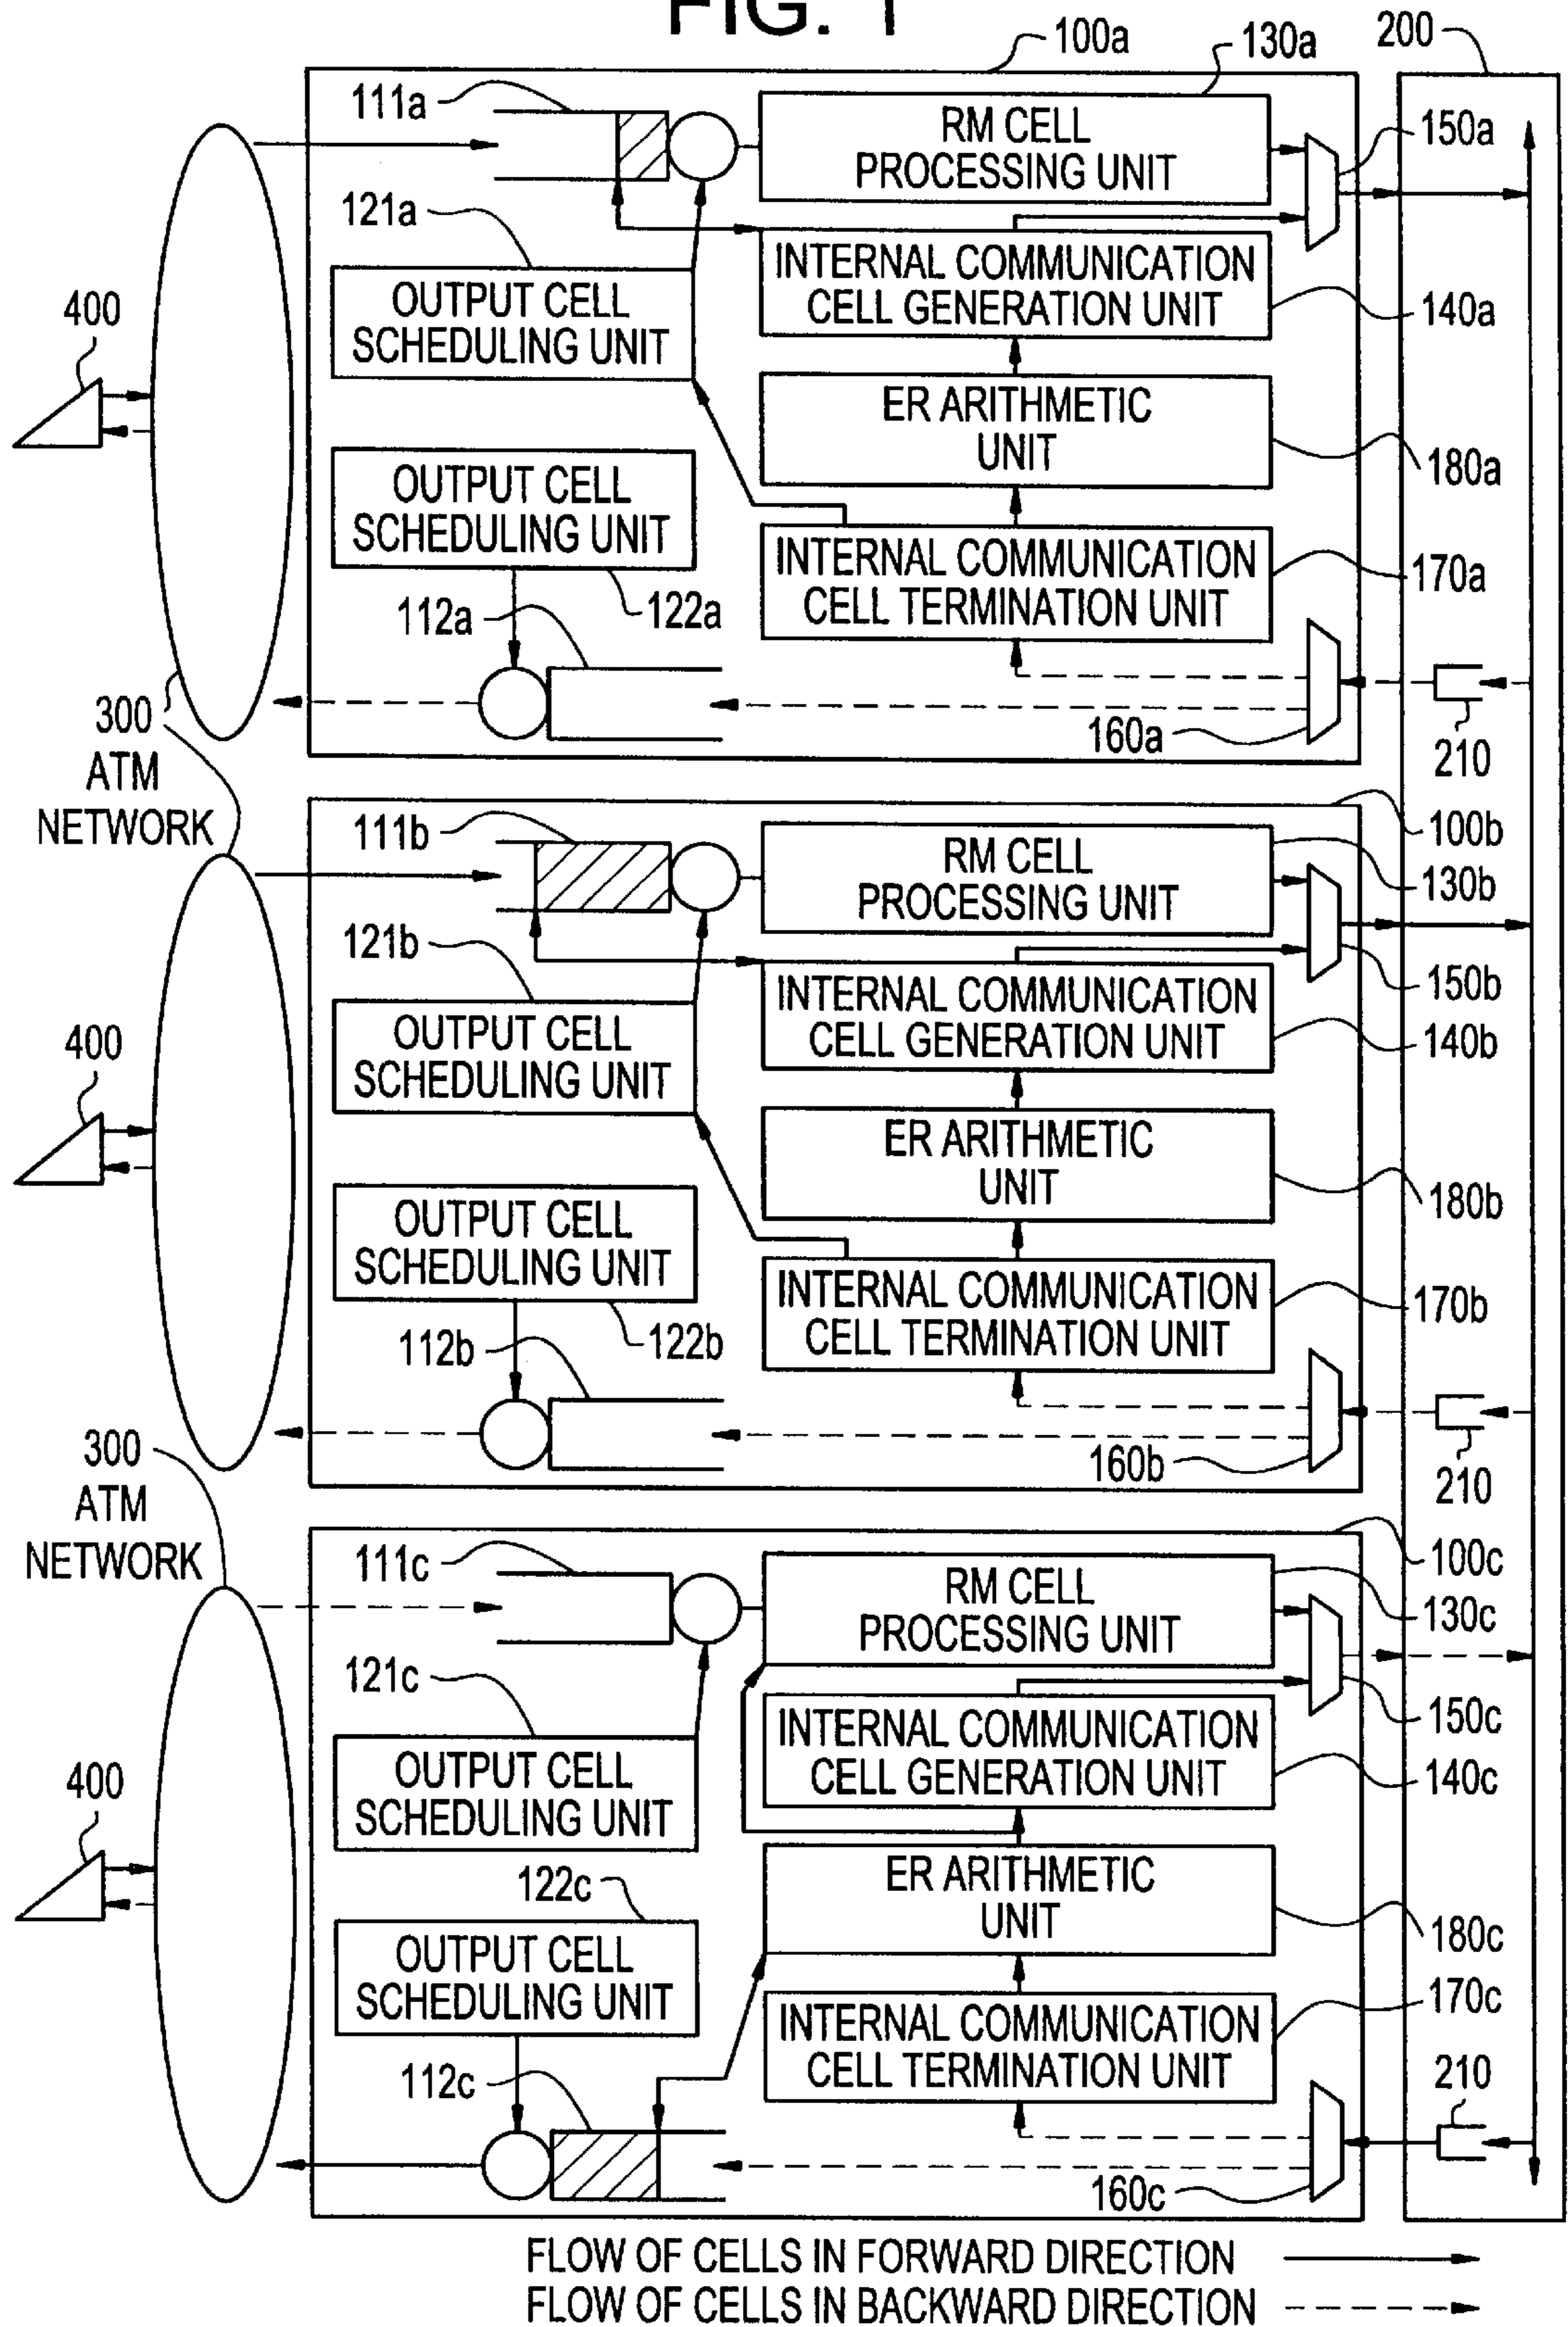 FIG. 1
100a
130a
200
111a
RM CELL
PROCESSING UNIT
150a
121a
INTERNAL COMMUNICATION
CELL GENERATION UNIT
140a
OUTPUT CELL
SCHEDULING UNIT
400
ER ARITHMETIC
UNIT
180a
OUTPUT CELL
SCHEDULING UNIT
INTERNAL COMMUNICATION
CELL TERMINATION UNIT
170a
112a
122a
160a
210
300
ATM
NETWORK
100b
111b
RM CELL
PROCESSING UNIT
130b
121b
INTERNAL COMMUNICATION
CELL GENERATION UNIT
150b
140b
OUTPUT CELL
SCHEDULING UNIT
400
ER ARITHMETIC
UNIT
180b
OUTPUT CELL
SCHEDULING UNIT
INTERNAL COMMUNICATION
CELL TERMINATION UNIT
170b
112b
122b
160b
210
300
ATM
NETWORK
100c
111c
RM CELL
PROCESSING UNIT
130c
121c
INTERNAL COMMUNICATION
CELL GENERATION UNIT
150c
140c
OUTPUT CELL
SCHEDULING UNIT
400
ER ARITHMETIC
UNIT
180c
122c
OUTPUT CELL
SCHEDULING UNIT
INTERNAL COMMUNICATION
CELL TERMINATION UNIT
170c
112c
160c
210
FLOW OF CELLS IN FORWARD DIRECTION
FLOW OF CELLS IN BACKWARD DIRECTION